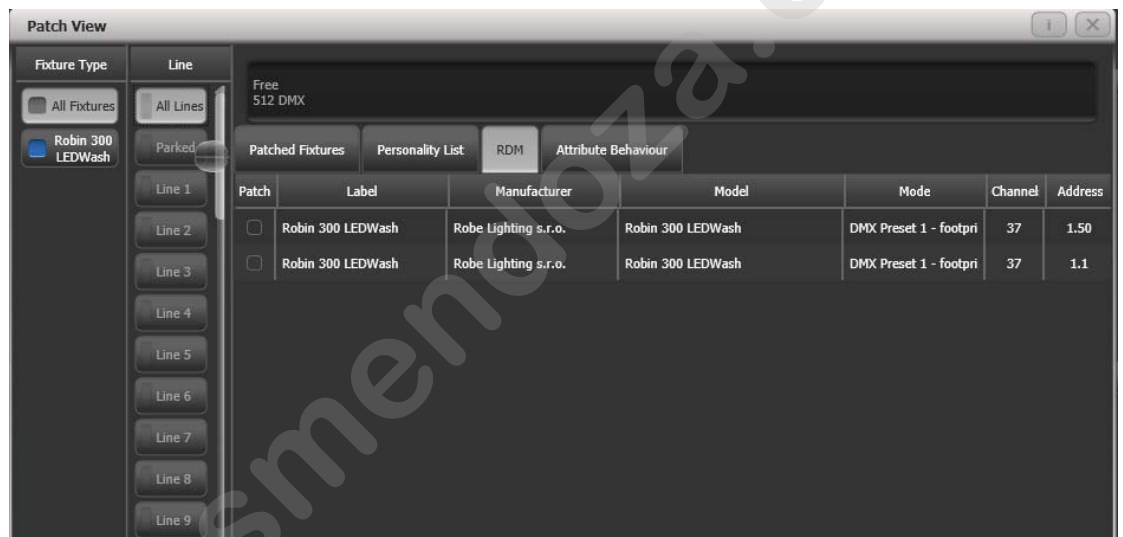 Patch View
i
X
Fixture Type
Line
All Fixtures
Robin 300
LEDWash
All Lines
Parked
Line 1
Line 2
Line 3
Line 4
Line 5
Line 6
Line 7
Line 8
Line 9
Free
512 DMX
Patched Fixtures
Personality List
RDM
Attribute Behaviour
Patch Label Manufacturer Model Mode Channel Address
Robin 300 LEDWash Robe Lighting s.r.o. Robin 300 LEDWash DMX Preset 1 - footpri 37 1.50
Robin 300 LEDWash Robe Lighting s.r.o. Robin 300 LEDWash DMX Preset 1 - footpri 37 1.1
smendoza.